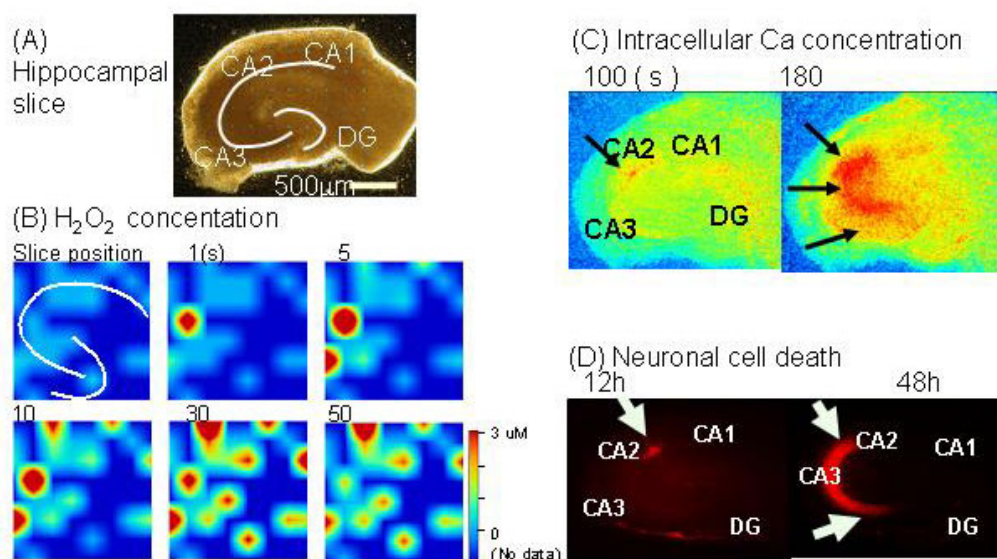 (A)
Hippocampal
slice
CA1
CA2
CA3
DG
500μm
(B) H₂O₂ concentation
Slice position
1(s)
5
10
30
50
3 uM
0
(No data)
(C) Intracellular Ca concentration
100 ( s )
180
CA2
CA1
CA3
DG
(D) Neuronal cell death
12h
48h
CA1
CA2
CA3
DG
CA2
CA1
CA3
DG